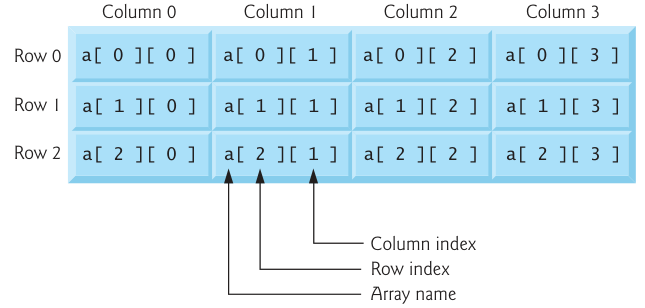 Column 0 Column 1 Column 2 Column 3
Row 0 a[ 0 ][ 0 ] a[ 0 ][ 1 ] a[ 0 ][ 2 ] a[ 0 ][ 3 ]
Row 1 a[ 1 ][ 0 ] a[ 1 ][ 1 ] a[ 1 ][ 2 ] a[ 1 ][ 3 ]
Row 2 a[ 2 ][ 0 ] a[ 2 ][ 1 ] a[ 2 ][ 2 ] a[ 2 ][ 3 ]
Column index
Row index
Array name